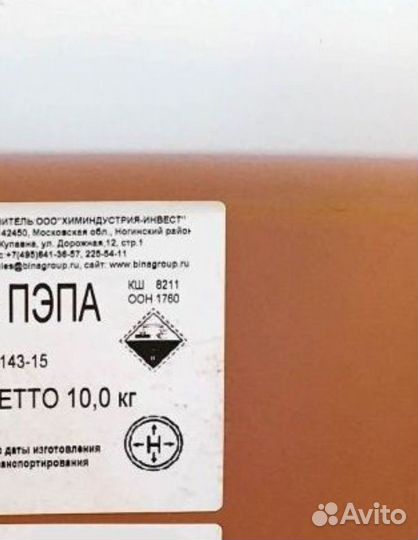 ИТЕЛЬ ООО"ХИМИНДУСТРИЯ-ИНВЕСТ"
42450, Московская обл., Ногинский район
Купавна, ул. Дорожная,12, стр.1
с:+7(495)641-36-57, 225-54-11
les@binagroup.ru, сайт: www.binagroup.ru
ПЭПА
КШ 8211
ООН 1760
143-15
ЕТТО 10,0 кг
с даты изготовления
анспортирования
Н
Avito